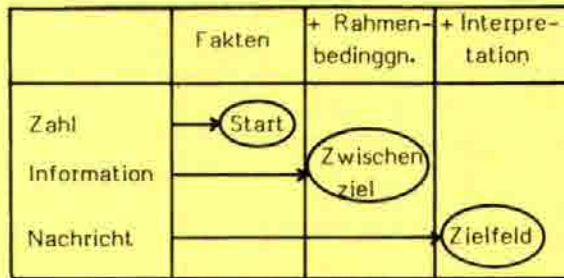 Fakten
+ Rahmen-
bedinggn.
+ Interpre-
tation
Zahl
Start
Information
Zwischen
ziel
Nachricht
Zielfeld